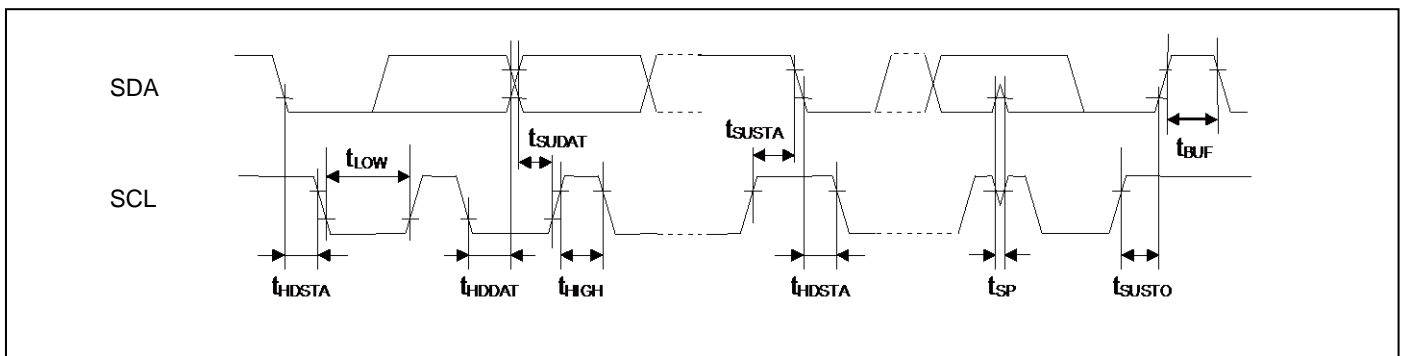 SDA
tSUDAT
tSUSTA
tBUF
tLOW
SCL
tHDSTA
tHDDAT
tHIGH
tHDSTA
tSP
tSUSTO